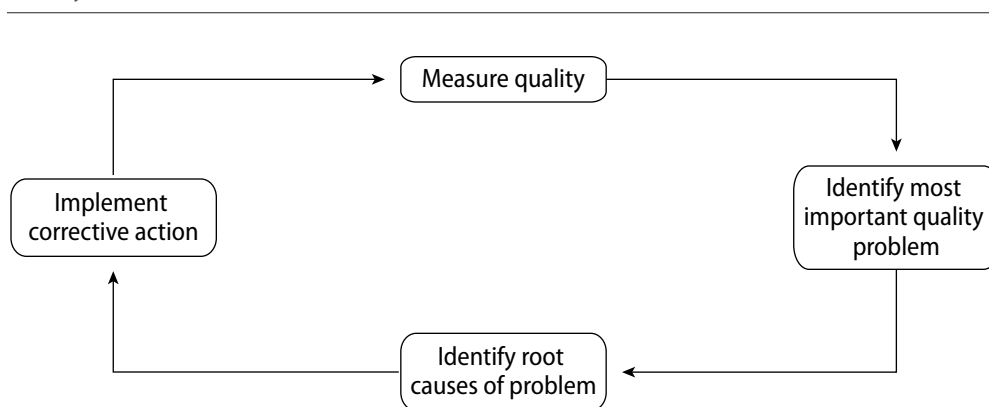 Measure quality
Identify most
important quality
problem
Identify root
causes of problem
Implement
corrective action